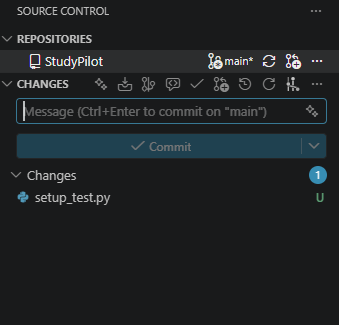 SOURCE CONTROL
REPOSITORIES
StudyPilot main*
CHANGES
Message (Ctrl+Enter to commit on "main")
Commit
Changes 1
setup_test.py U